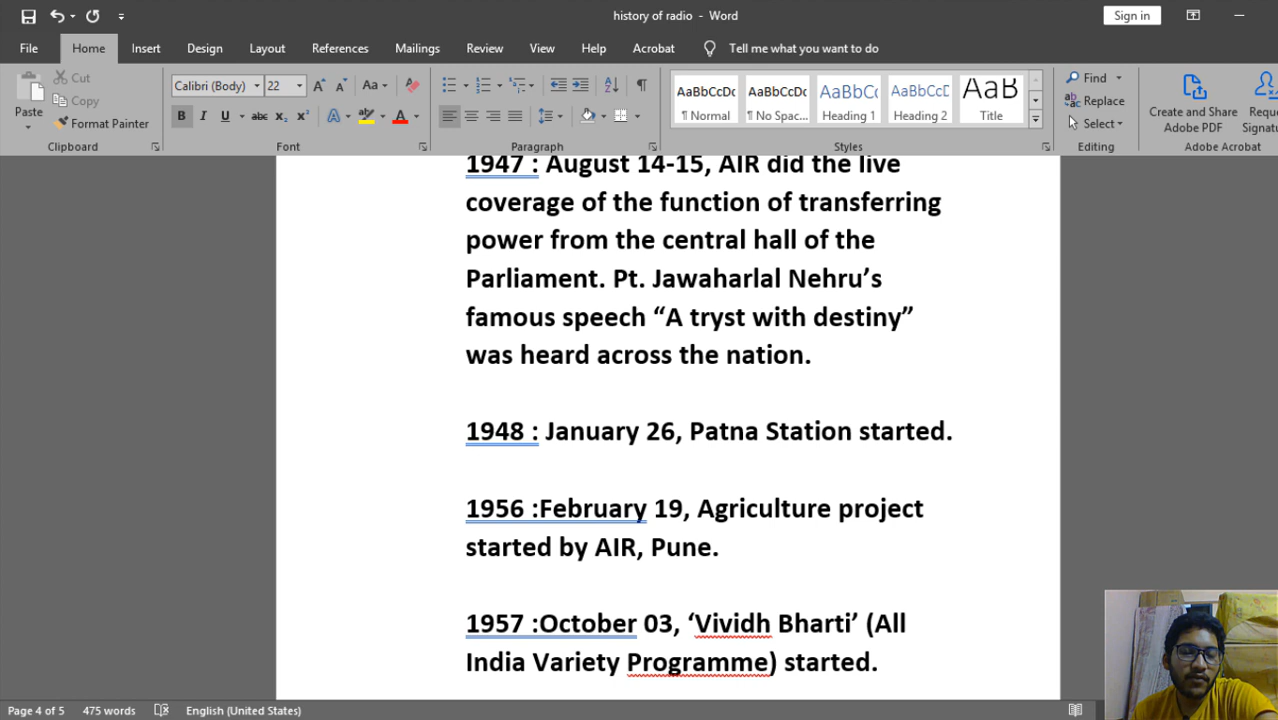 history of radio - Word
Sign in
File Home Insert Design Layout References Mailings Review View Help Acrobat Tell me what you want to do
Cut
Copy
Format Painter
Paste
Clipboard
Calibri (Body) 22
Font
Paragraph
AaBbCcDc AaBbCcDc AaBbCc AaBbCcD AaB
¶ Normal ¶ No Spac... Heading 1 Heading 2 Title
Styles
Find
Replace
Select
Editing
Create and Share
Adobe PDF
Adobe Acrobat
1947 : August 14-15, AIR did the live
coverage of the function of transferring
power from the central hall of the
Parliament. Pt. Jawaharlal Nehru’s
famous speech “A tryst with destiny”
was heard across the nation.
1948 : January 26, Patna Station started.
1956 :February 19, Agriculture project
started by AIR, Pune.
1957 :October 03, ‘Vividh Bharti’ (All
India Variety Programme) started.
Page 4 of 5 475 words English (United States)